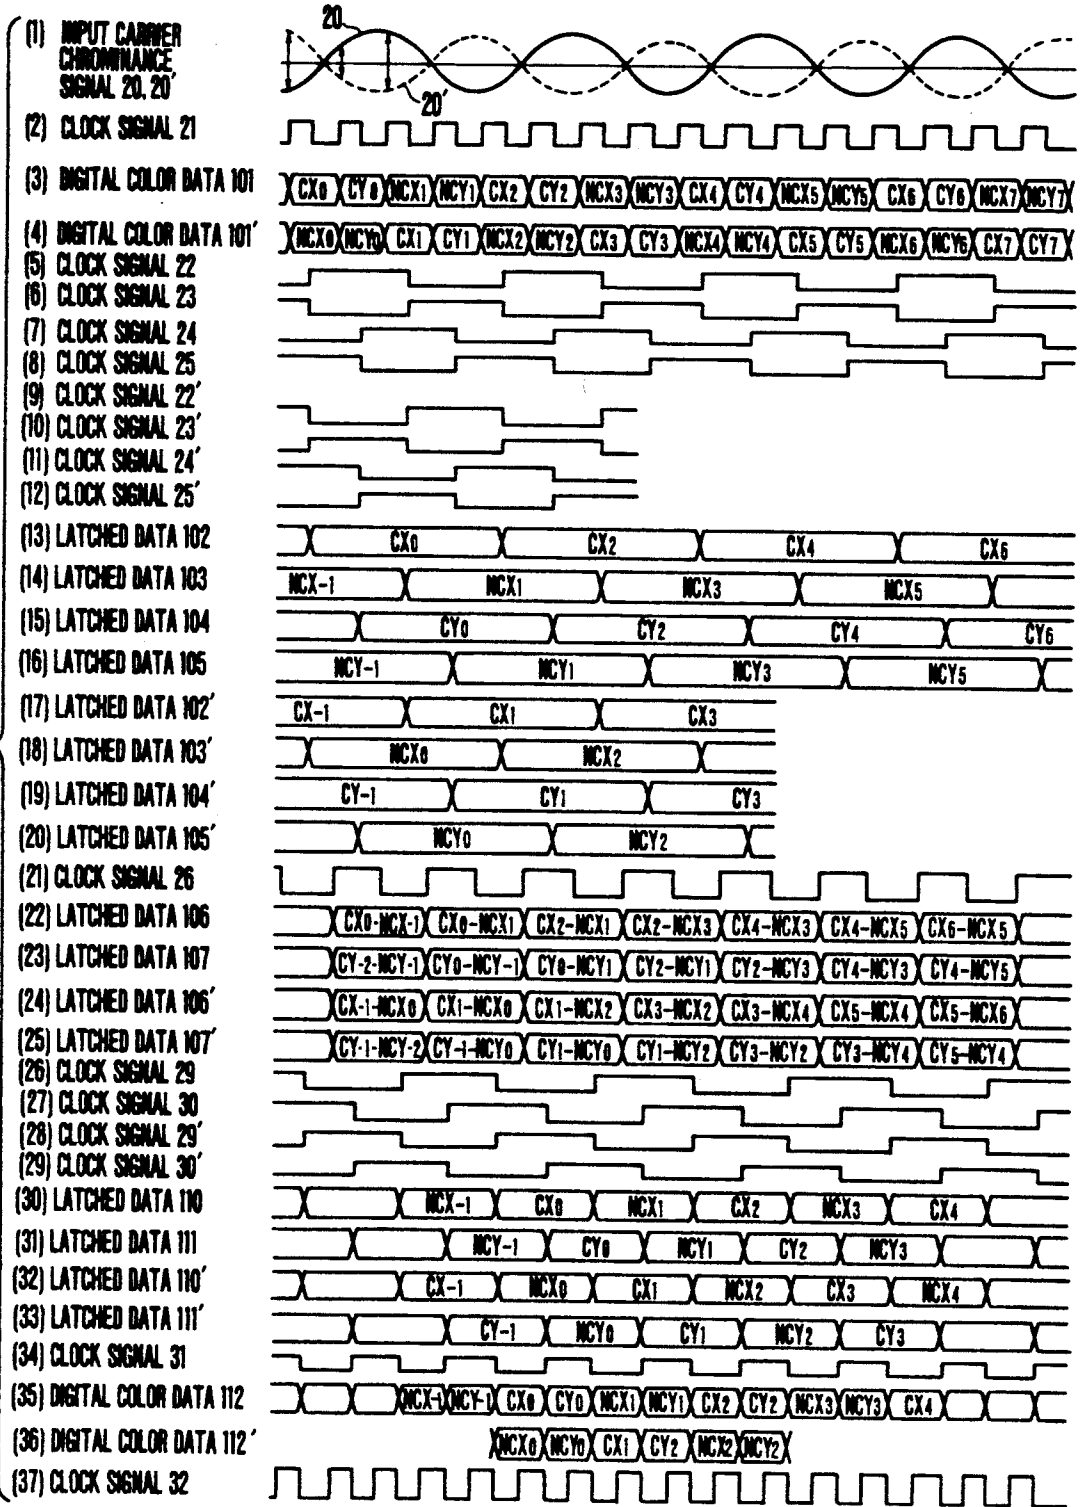 (1) INPUT CARRIER
CHROMINANCE
SIGNAL 20, 20′
20
20′
(2) CLOCK SIGNAL 21
(3) DIGITAL COLOR DATA 101
CX0 CY0 NCX1 NCY1 CX2 CY2 NCX3 NCY3 CX4 CY4 NCX5 NCY5 CX6 CY6 NCX7 NCY7
(4) DIGITAL COLOR DATA 101′
NCX0 NCY0 CX1 CY1 NCX2 NCY2 CX3 CY3 NCX4 NCY4 CX5 CY5 NCX6 NCY6 CX7 CY7
(5) CLOCK SIGNAL 22
(6) CLOCK SIGNAL 23
(7) CLOCK SIGNAL 24
(8) CLOCK SIGNAL 25
(9) CLOCK SIGNAL 22′
(10) CLOCK SIGNAL 23′
(11) CLOCK SIGNAL 24′
(12) CLOCK SIGNAL 25′
(13) LATCHED DATA 102 CX0 CX2 CX4 CX6
(14) LATCHED DATA 103 NCX-1 NCX1 NCX3 NCX5
(15) LATCHED DATA 104 CY0 CY2 CY4 CY6
(16) LATCHED DATA 105 NCY-1 NCY1 NCY3 NCY5
(17) LATCHED DATA 102′ CX-1 CX1 CX3
(18) LATCHED DATA 103′ NCX0 NCX2
(19) LATCHED DATA 104′ CY-1 CY1 CY3
(20) LATCHED DATA 105′ NCY0 NCY2
(21) CLOCK SIGNAL 26
(22) LATCHED DATA 106 CX0-NCX-1 CX0-NCX1 CX2-NCX1 CX2-NCX3 CX4-NCX3 CX4-NCX5 CX6-NCX5
(23) LATCHED DATA 107 CY-2-NCY-1 CY0-NCY-1 CY0-NCY1 CY2-NCY1 CY2-NCY3 CY4-NCY3 CY4-NCY5
(24) LATCHED DATA 106′ CX-1-NCX0 CX1-NCX0 CX1-NCX2 CX3-NCX2 CX3-NCX4 CX5-NCX4 CX5-NCX6
(25) LATCHED DATA 107′ CY-1-NCY-2 CY-1-NCY0 CY1-NCY0 CY1-NCY2 CY3-NCY2 CY3-NCY4 CY5-NCY4
(26) CLOCK SIGNAL 29
(27) CLOCK SIGNAL 30
(28) CLOCK SIGNAL 29′
(29) CLOCK SIGNAL 30′
(30) LATCHED DATA 110 NCX-1 CX0 NCX1 CX2 NCX3 CX4
(31) LATCHED DATA 111 NCY-1 CY0 NCY1 CY2 NCY3
(32) LATCHED DATA 110′ CX-1 NCX0 CX1 NCX2 CX3 NCX4
(33) LATCHED DATA 111′ CY-1 NCY0 CY1 NCY2 CY3
(34) CLOCK SIGNAL 31
(35) DIGITAL COLOR DATA 112 NCX-1 NCY-1 CX0 CY0 NCX1 NCY1 CX2 CY2 NCX3 NCY3 CX4
(36) DIGITAL COLOR DATA 112′ NCX0 NCY0 CX1 CY2 NCX2 NCY2
(37) CLOCK SIGNAL 32